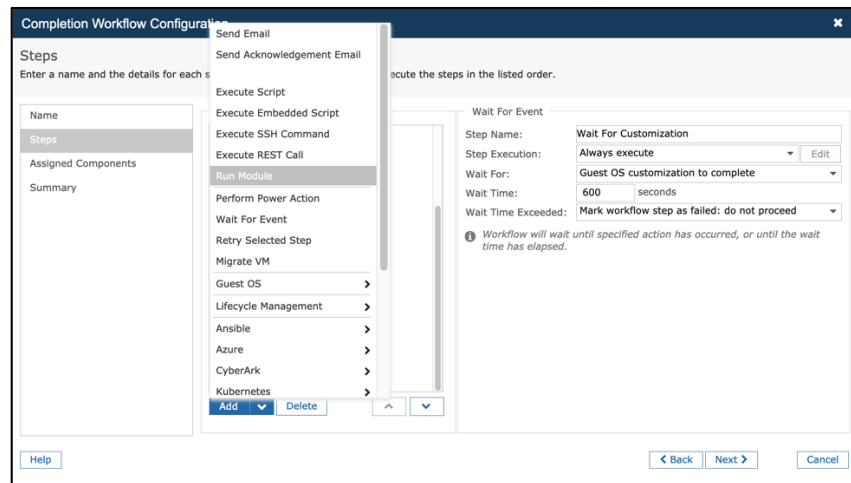 Completion Workflow Configuration
Steps
Enter a name and the details for each s
ecute the steps in the listed order.
Name
Steps
Assigned Components
Summary
Send Email
Send Acknowledgement Email
Execute Script
Execute Embedded Script
Execute SSH Command
Execute REST Call
Run Module
Perform Power Action
Wait For Event
Retry Selected Step
Migrate VM
Guest OS
Lifecycle Management
Ansible
Azure
CyberArk
Kubernetes
Add
Delete
Wait For Event
Step Name: Wait For Customization
Step Execution: Always execute Edit
Wait For: Guest OS customization to complete
Wait Time: 600 seconds
Wait Time Exceeded: Mark workflow step as failed: do not proceed
Workflow will wait until specified action has occurred, or until the wait
time has elapsed.
Help
Back Next Cancel